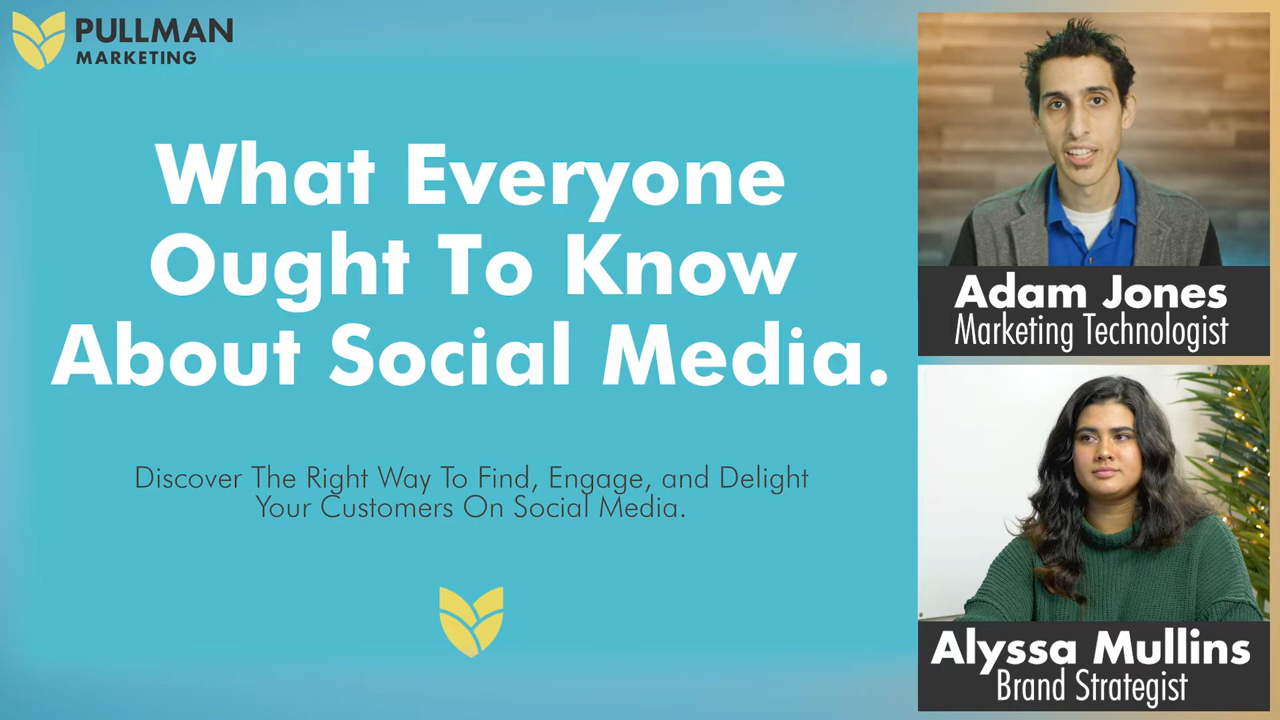 PULLMAN
MARKETING
What Everyone
Ought To Know
About Social Media.
Discover The Right Way To Find, Engage, and Delight
Your Customers On Social Media.
Adam Jones
Marketing Technologist
Alyssa Mullins
Brand Strategist